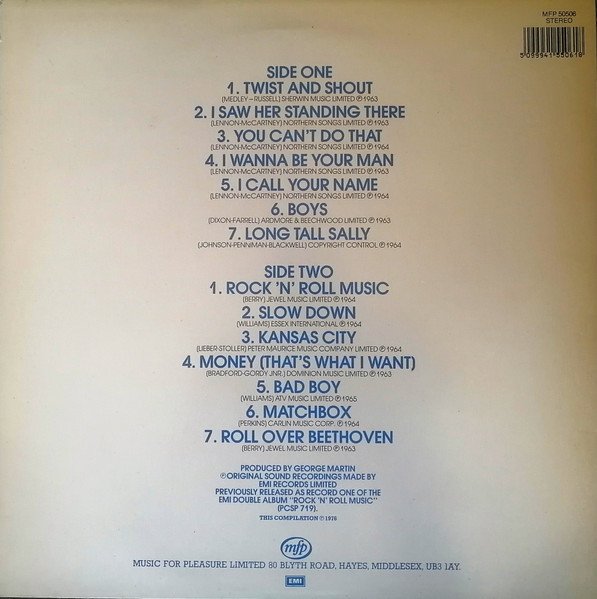 MFP 50506
STEREO
5099941550618
SIDE ONE
1. TWIST AND SHOUT
(MEDLEY – RUSSELL) SHERWIN MUSIC LIMITED ℗ 1963
2. I SAW HER STANDING THERE
(LENNON-McCARTNEY) NORTHERN SONGS LIMITED ℗ 1963
3. YOU CAN'T DO THAT
(LENNON-McCARTNEY) NORTHERN SONGS LIMITED ℗ 1964
4. I WANNA BE YOUR MAN
(LENNON-McCARTNEY) NORTHERN SONGS LIMITED ℗ 1963
5. I CALL YOUR NAME
(LENNON-McCARTNEY) NORTHERN SONGS LIMITED ℗ 1964
6. BOYS
(DIXON-FARRELL) ARDMORE & BEECHWOOD LIMITED ℗ 1963
7. LONG TALL SALLY
(JOHNSON-PENNIMAN-BLACKWELL) COPYRIGHT CONTROL ℗ 1964
SIDE TWO
1. ROCK 'N' ROLL MUSIC
(BERRY) JEWEL MUSIC LIMITED ℗ 1964
2. SLOW DOWN
(WILLIAMS) ESSEX INTERNATIONAL ℗ 1964
3. KANSAS CITY
(LIEBER-STOLLER) PETER MAURICE MUSIC COMPANY LIMITED ℗ 1964
4. MONEY (THAT'S WHAT I WANT)
(BRADFORD-GORDY JNR.) DOMINION MUSIC LIMITED ℗ 1963
5. BAD BOY
(WILLIAMS) ATV MUSIC LIMITED ℗ 1965
6. MATCHBOX
(PERKINS) CARLIN MUSIC CORP. ℗ 1964
7. ROLL OVER BEETHOVEN
(BERRY) JEWEL MUSIC LIMITED ℗ 1963
PRODUCED BY GEORGE MARTIN
℗ ORIGINAL SOUND RECORDINGS MADE BY
EMI RECORDS LIMITED
PREVIOUSLY RELEASED AS RECORD ONE OF THE
EMI DOUBLE ALBUM "ROCK 'N' ROLL MUSIC"
(PCSP 719).
THIS COMPILATION ℗ 1976
mfp
MUSIC FOR PLEASURE LIMITED 80 BLYTH ROAD, HAYES, MIDDLESEX, UB3 1AY.
EMI